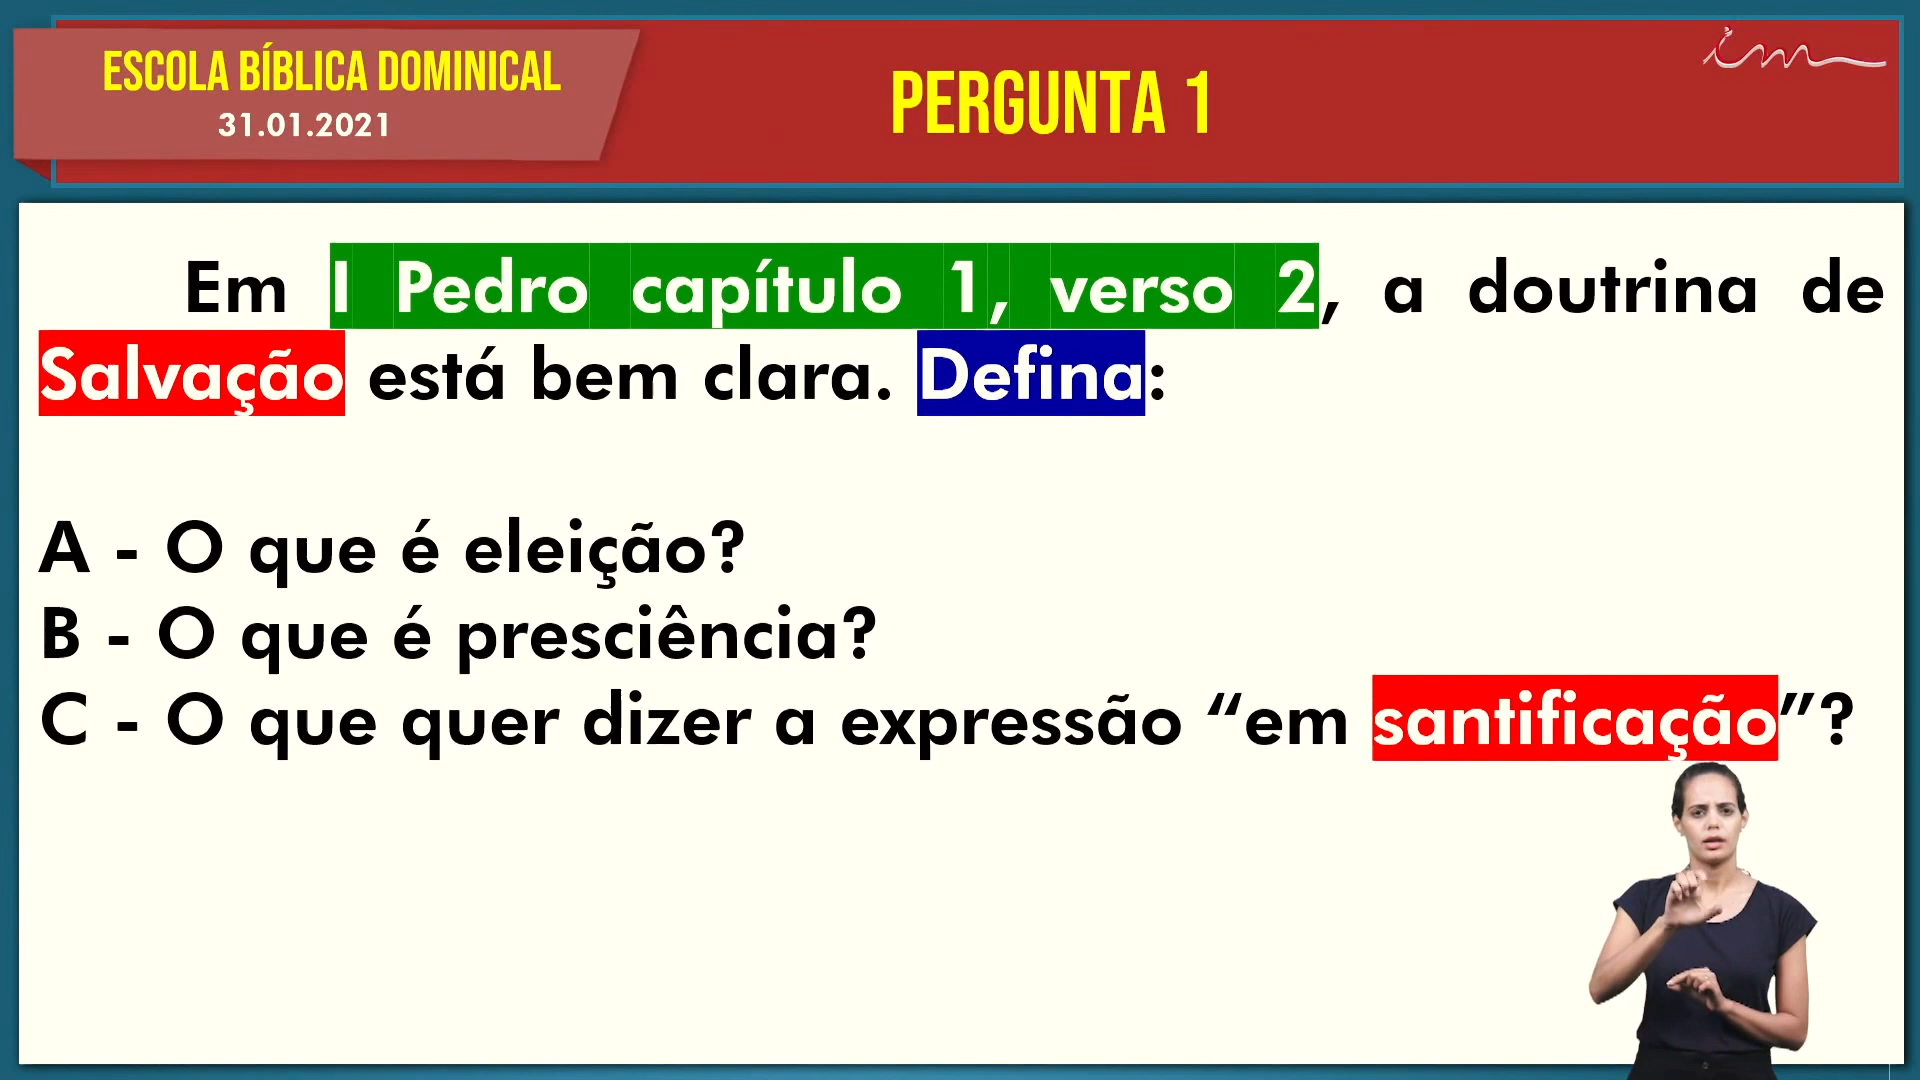 ESCOLA BÍBLICA DOMINICAL
31.01.2021
PERGUNTA 1
im
Em I Pedro capítulo 1, verso 2, a doutrina de
Salvação está bem clara. Defina:
A - O que é eleição?
B - O que é presciência?
C - O que quer dizer a expressão “em santificação”?